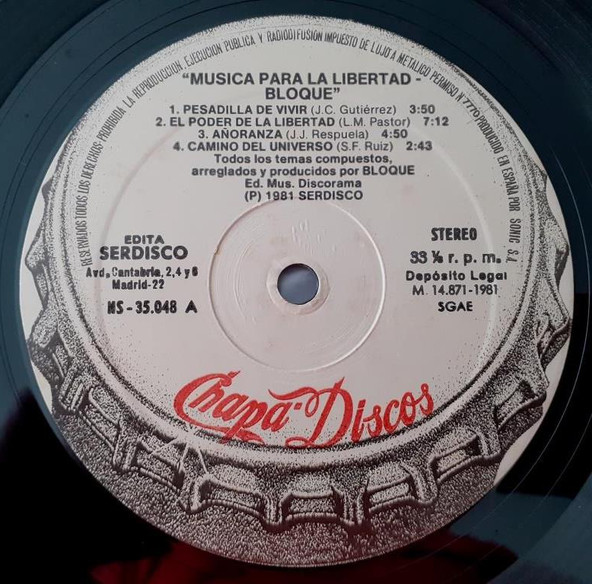 RESERVADOS TODOS LOS DERECHOS-PROHIBIDA LA REPRODUCCION EJECUCION PUBLICA Y RADIODIFUSIÓN IMPUESTO DE LUJO A METALICO PERMISO Nº 7770 PRODUCIDO EN ESPAÑA POR SONIC S.A.
"MUSICA PARA LA LIBERTAD -
BLOQUE"
1. PESADILLA DE VIVIR (J.C. Gutiérrez) 3:50
2. EL PODER DE LA LIBERTAD (L.M. Pastor) 7:12
3. AÑORANZA (J.J. Respuela) 4:50
4. CAMINO DEL UNIVERSO (S.F. Ruiz) 2:43
Todos los temas compuestos,
arreglados y producidos por BLOQUE
Ed. Mus. Discorama
(P) 1981 SERDISCO
EDITA
SERDISCO
Avd. Cantabria, 2,4 y 6
Madrid-22
HS-35.048 A
STEREO
33 ⅓ r. p. m.
Depósito Legal
M. 14.871-1981
SGAE
Chapa-Discos